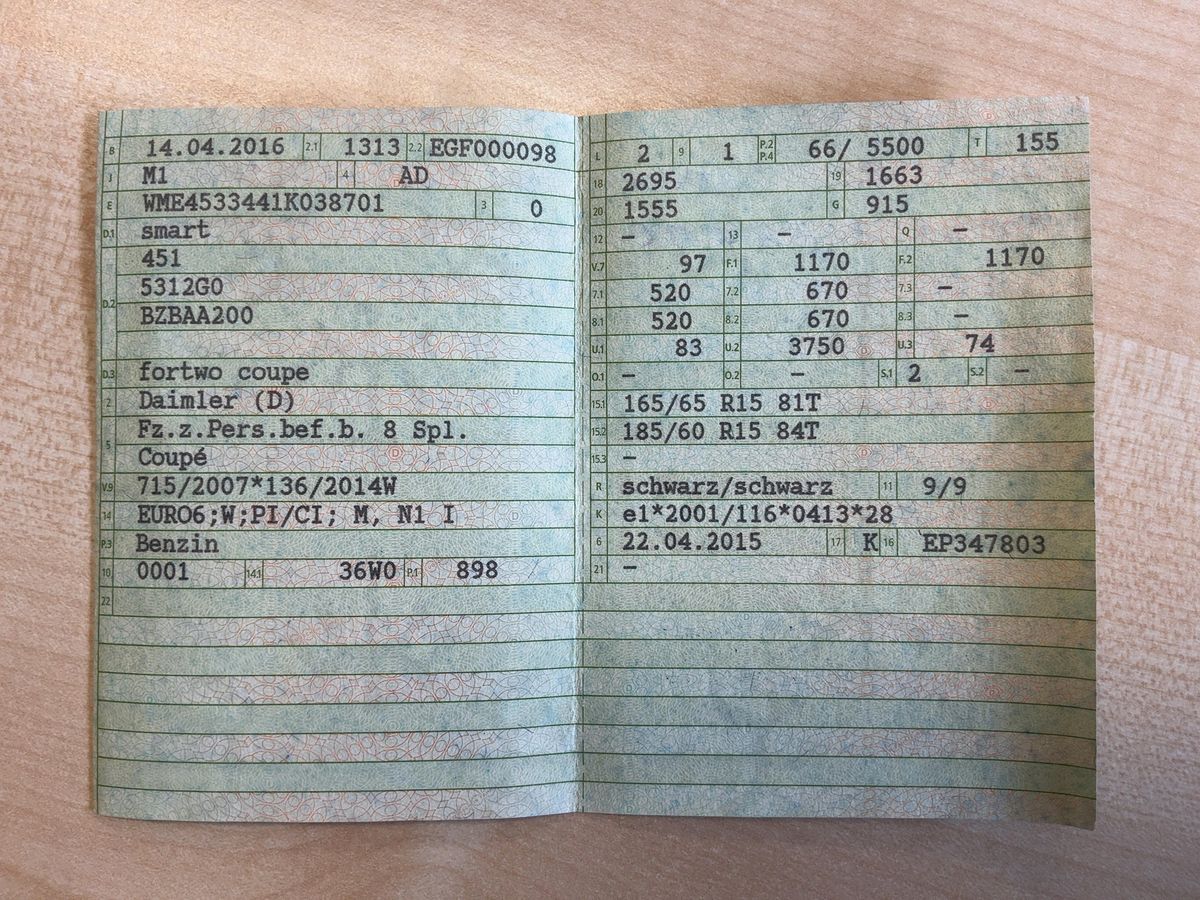 B 14.04.2016 2.1 1313 2.2 EGF000098
J M1 4 AD
E WME4533441K038701 3 0
D.1 smart
451
D.2 5312G0
BZBAA200
D.3 fortwo coupe
2 Daimler (D)
5 Fz.z.Pers.bef.b. 8 Spl.
Coupé
V.9 715/2007*136/2014W
14 EURO6;W;PI/CI; M, N1 I
P.3 Benzin
10 0001 14.1 36W0 P.1 898
22
L 2 9 1 P.2 P.4 66/ 5500 T 155
18 2695 19 1663
20 1555 G 915
12 – 13 – Q –
V.7 97 F.1 1170 F.2 1170
7.1 520 7.2 670 7.3 –
8.1 520 8.2 670 8.3 –
U.1 83 U.2 3750 U.3 74
O.1 – O.2 – S.1 2 S.2 –
15.1 165/65 R15 81T
15.2 185/60 R15 84T
15.3 –
R schwarz/schwarz 11 9/9
K e1*2001/116*0413*28
6 22.04.2015 17 K 16 EP347803
21 –